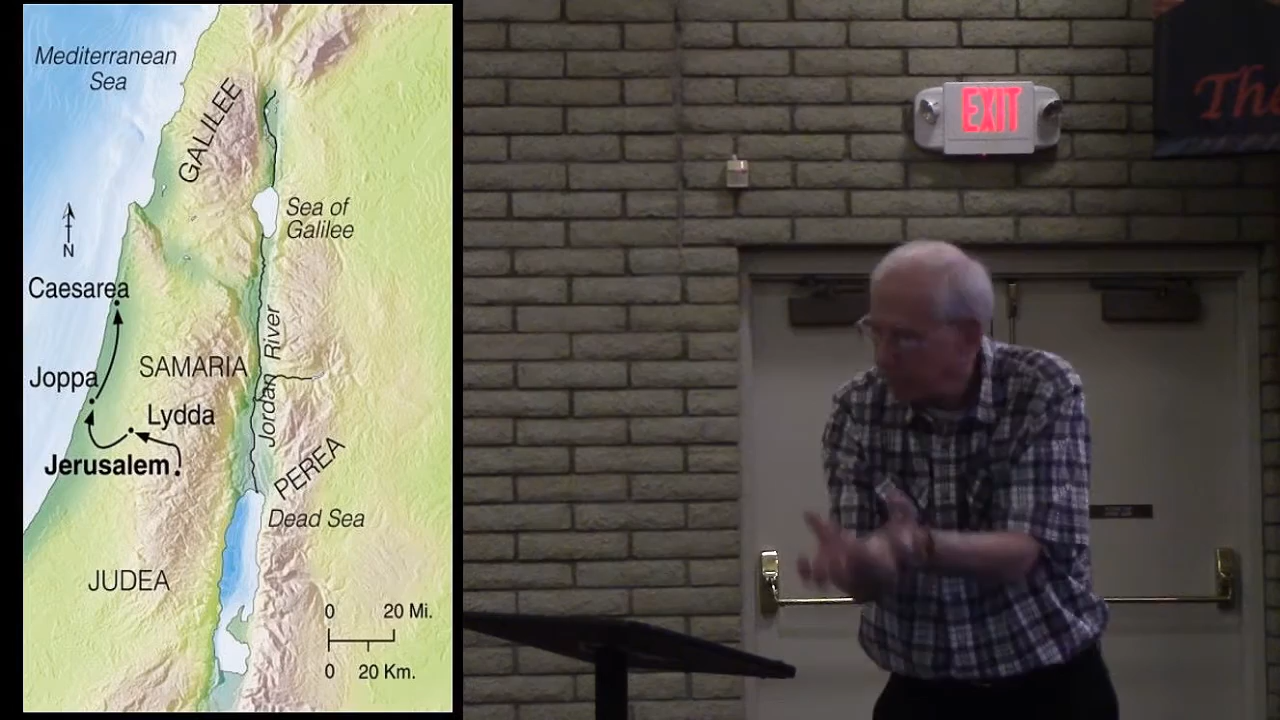 Mediterranean
Sea
GALILEE
Sea of
Galilee
N
Caesarea
Jordan River
SAMARIA
Joppa
Lydda
Jerusalem
PEREA
Dead Sea
JUDEA
0 20 Mi.
0 20 Km.
EXIT